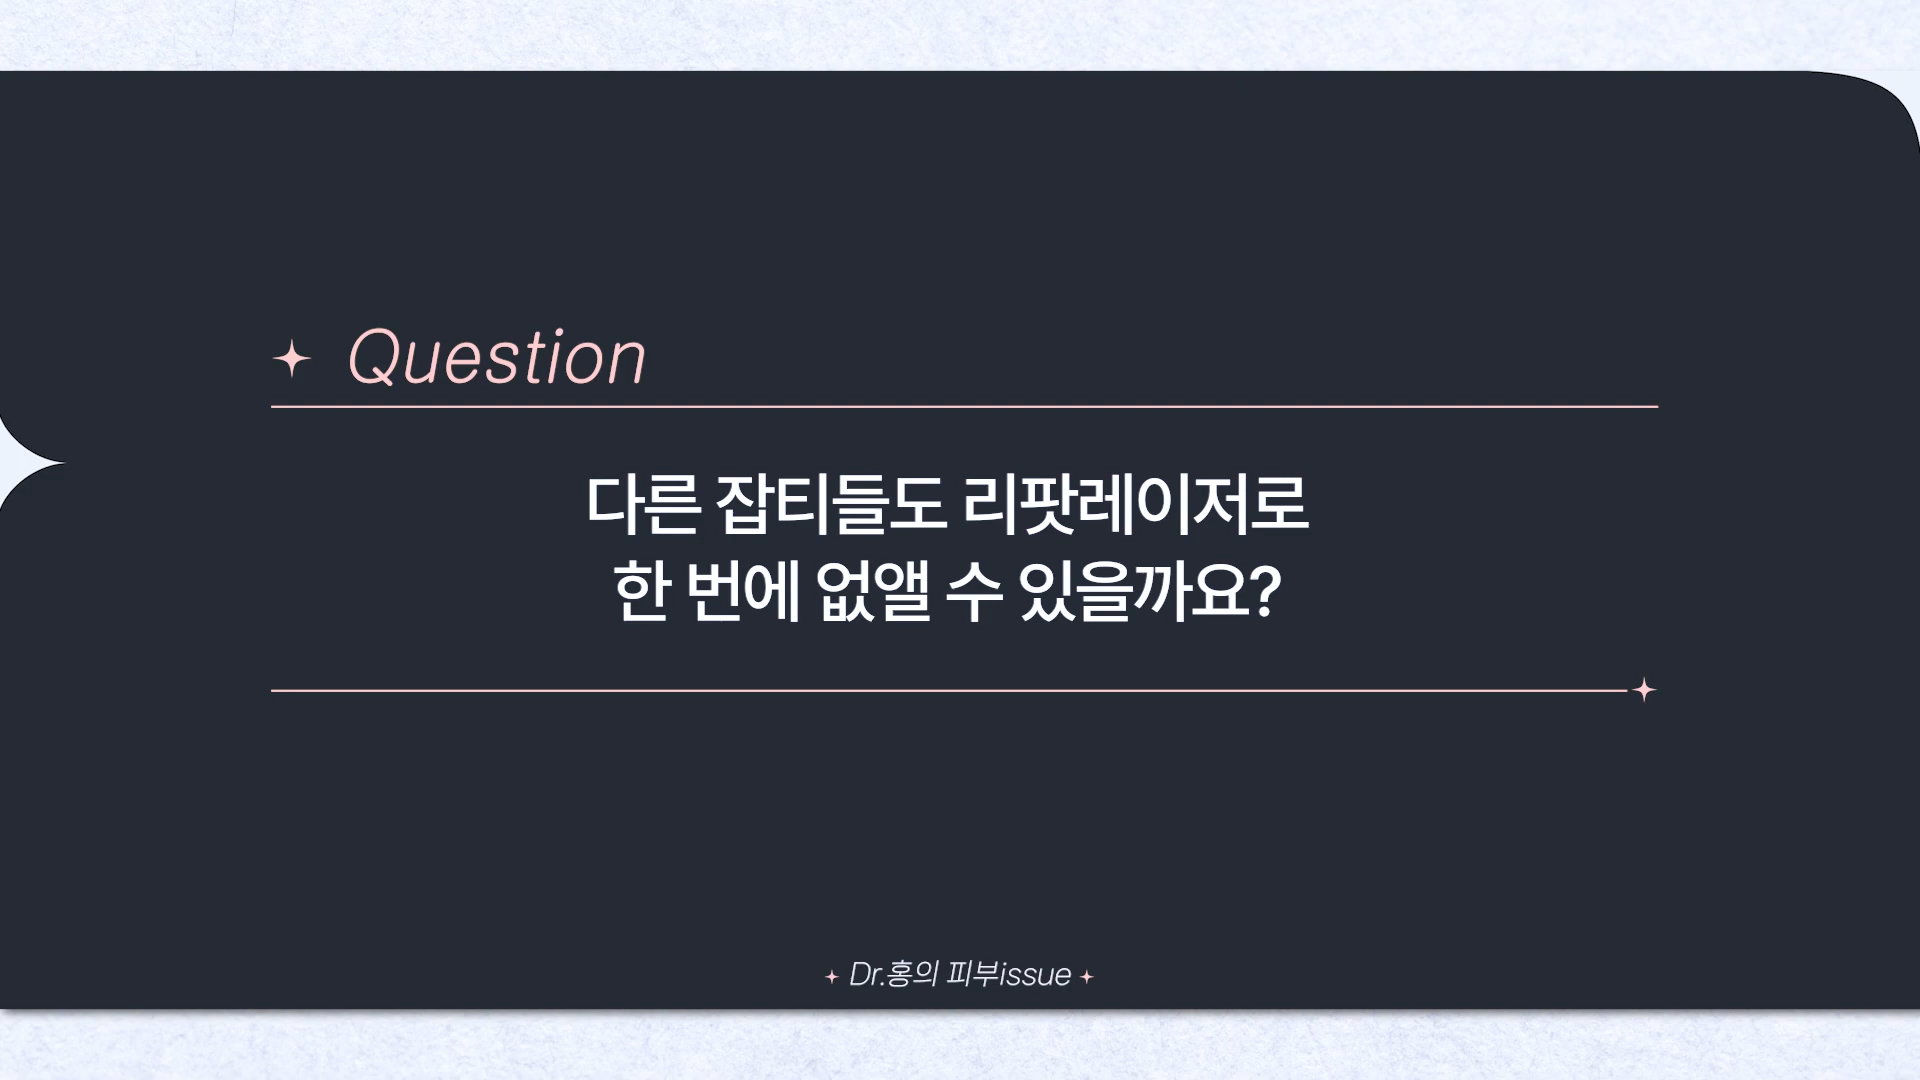 Question
다른 잡티들도 리팟레이저로
한 번에 없앨 수 있을까요?
Dr.홍의 피부issue